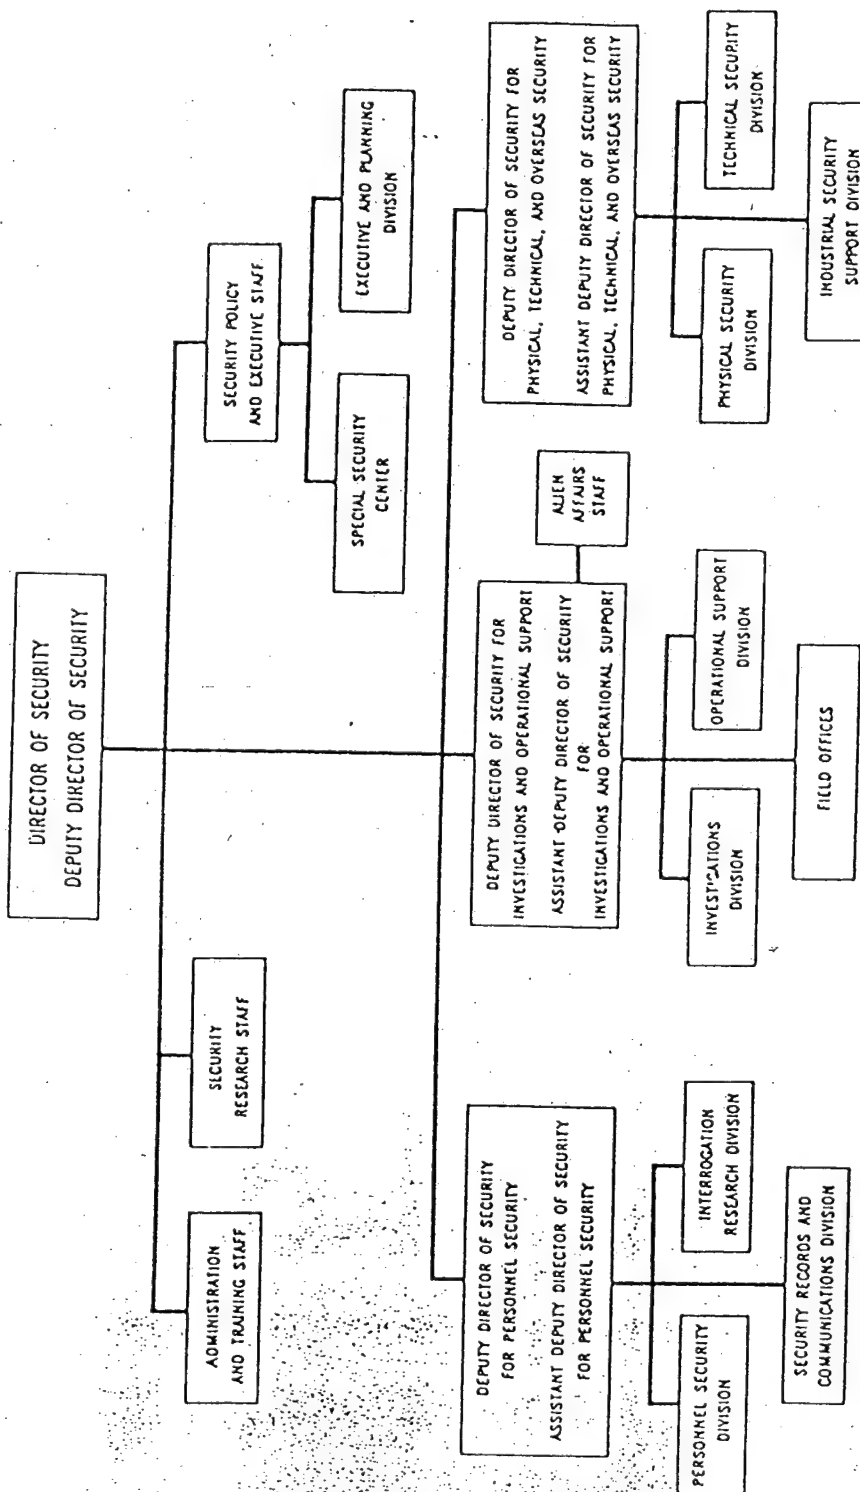 DIRECTOR OF SECURITY
DEPUTY DIRECTOR OF SECURITY
ADMINISTRATION
AND TRAINING STAFF
SECURITY
RESEARCH STAFF
SECURITY POLICY
AND EXECUTIVE STAFF
SPECIAL SECURITY
CENTER
EXECUTIVE AND PLANNING
DIVISION
DEPUTY DIRECTOR OF SECURITY
FOR PERSONNEL SECURITY
ASSISTANT DEPUTY DIRECTOR OF SECURITY
FOR PERSONNEL SECURITY
DEPUTY DIRECTOR OF SECURITY FOR
INVESTIGATIONS AND OPERATIONAL SUPPORT
ASSISTANT DEPUTY DIRECTOR OF SECURITY
FOR
INVESTIGATIONS AND OPERATIONAL SUPPORT
ALIEN
AFFAIRS
STAFF
DEPUTY DIRECTOR OF SECURITY FOR
PHYSICAL, TECHNICAL, AND OVERSEAS SECURITY
ASSISTANT DEPUTY DIRECTOR OF SECURITY FOR
PHYSICAL, TECHNICAL, AND OVERSEAS SECURITY
PERSONNEL SECURITY
DIVISION
INTERROGATION
RESEARCH DIVISION
SECURITY RECORDS AND
COMMUNICATIONS DIVISION
INVESTIGATIONS
DIVISION
OPERATIONAL SUPPORT
DIVISION
FIELD OFFICES
PHYSICAL SECURITY
DIVISION
TECHNICAL SECURITY
DIVISION
INDUSTRIAL SECURITY
SUPPORT DIVISION